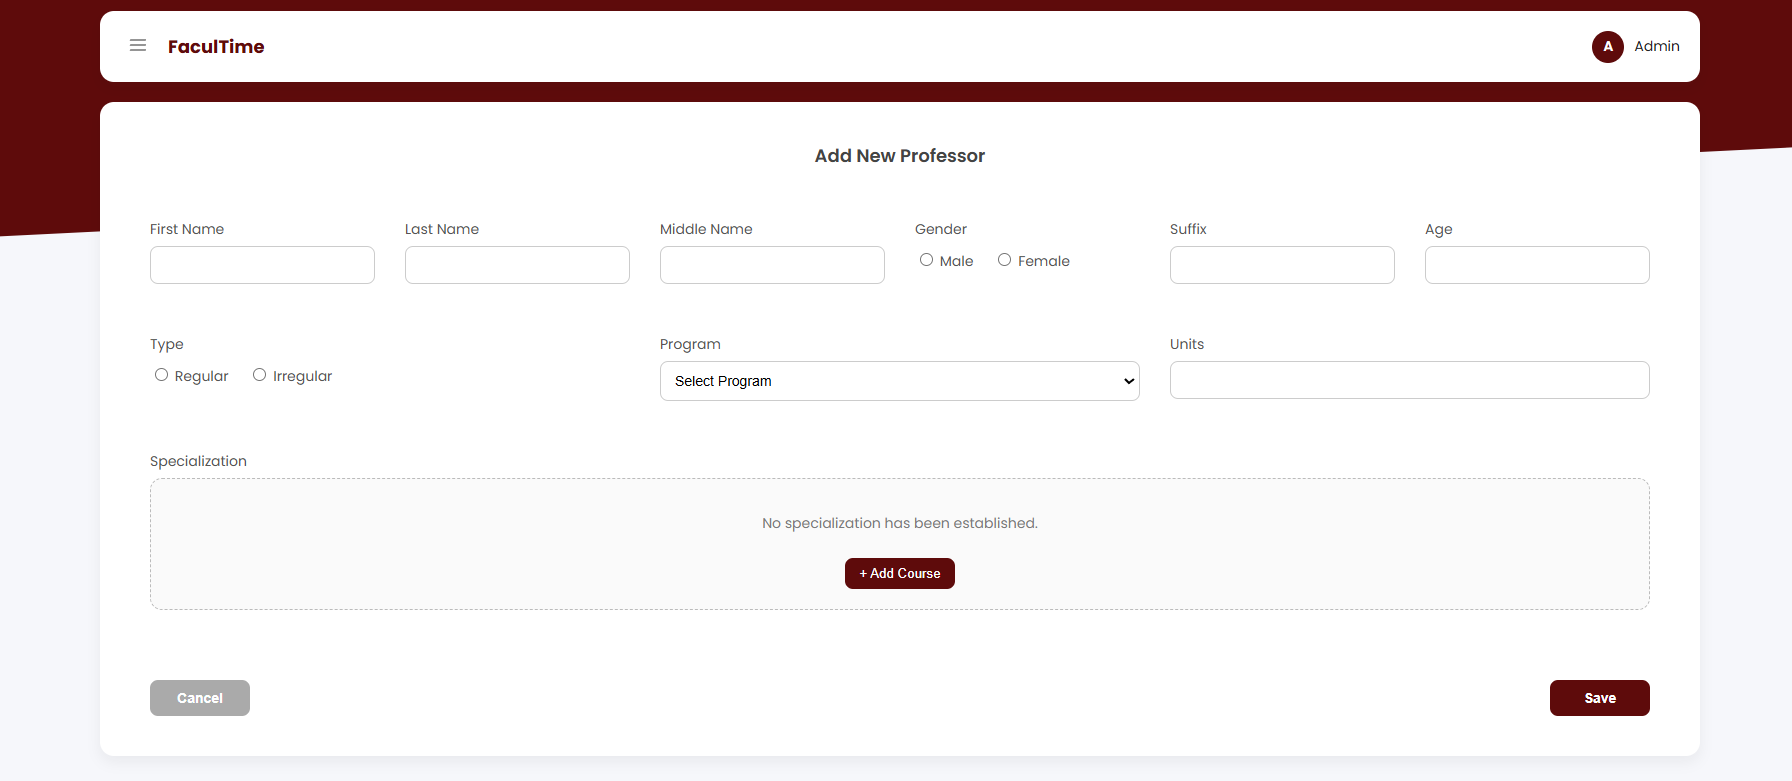 FaculTime
A Admin
Add New Professor
First Name Last Name Middle Name Gender Suffix Age
Male Female
Type Program Units
Regular Irregular Select Program
Specialization
No specialization has been established.
+ Add Course
Cancel Save